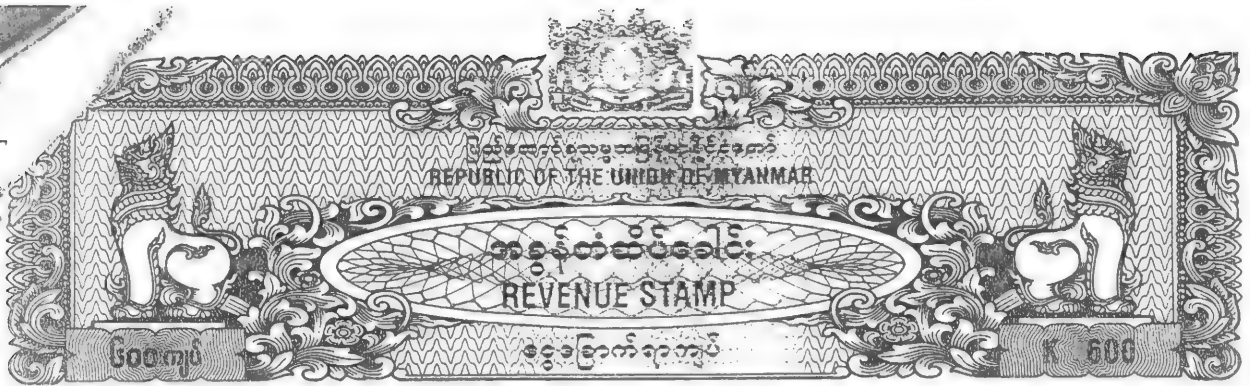 ပြည်ထောင်စုသမ္မတမြန်မာနိုင်ငံတော်
REPUBLIC OF THE UNION OF MYANMAR
အခွန်တံဆိပ်ခေါင်း
REVENUE STAMP
ငွေခြောက်ရာကျပ်
၆၀၀ကျပ်
K 600